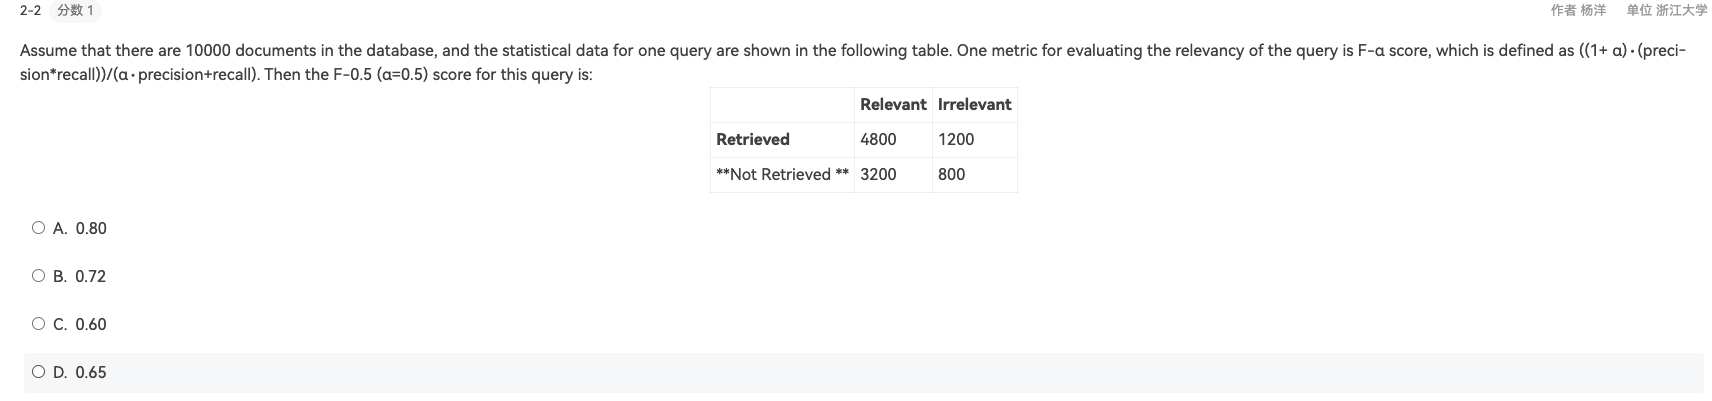 2-2 分数 1 作者 杨洋 单位 浙江大学
Assume that there are 10000 documents in the database, and the statistical data for one query are shown in the following table. One metric for evaluating the relevancy of the query is F-α score, which is defined as ((1+ α)·(preci-
sion*recall))/(α·precision+recall). Then the F-0.5 (α=0.5) score for this query is:
Relevant Irrelevant
Retrieved 4800 1200
**Not Retrieved ** 3200 800
A. 0.80
B. 0.72
C. 0.60
D. 0.65